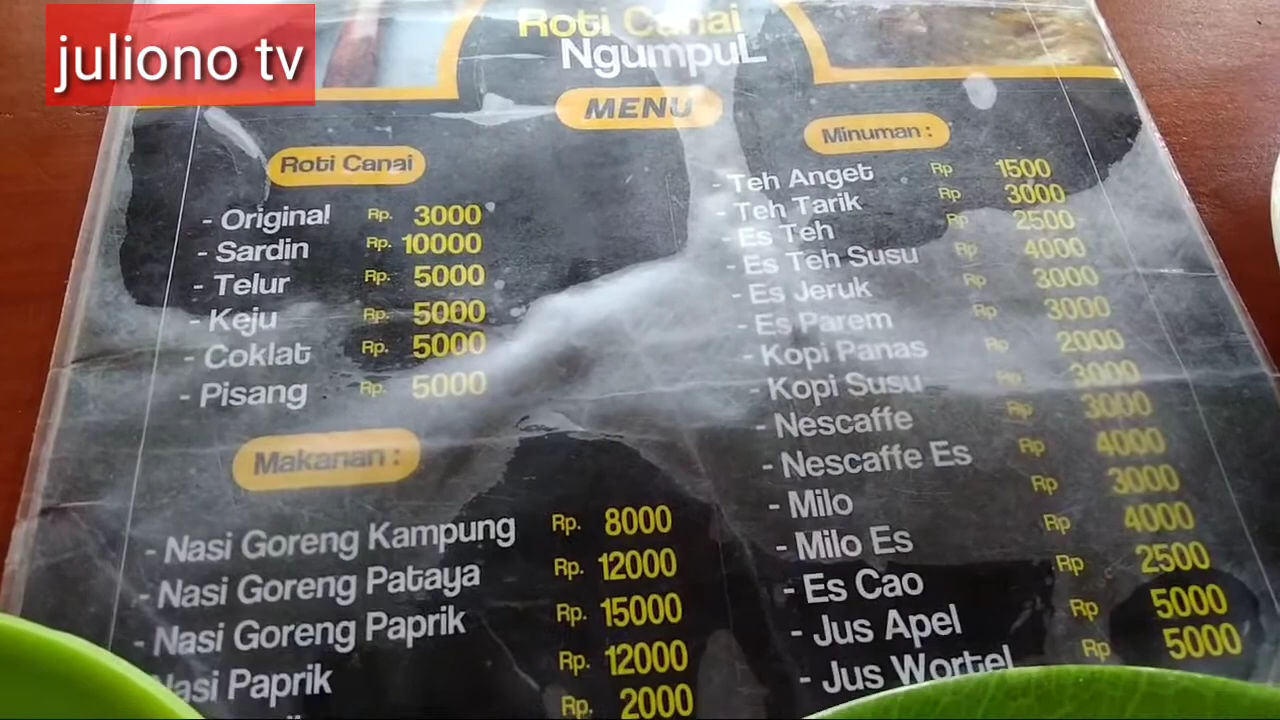 juliono tv
Roti Canai
NgumpuL
MENU
Roti Canai
- Original Rp. 3000
- Sardin Rp. 10000
- Telur Rp. 5000
- Keju Rp. 5000
- Coklat Rp. 5000
- Pisang Rp. 5000
Makanan :
- Nasi Goreng Kampung Rp. 8000
- Nasi Goreng Pataya Rp. 12000
- Nasi Goreng Paprik Rp. 15000
Nasi Paprik Rp. 12000
Rp. 2000
Minuman :
- Teh Anget Rp 1500
- Teh Tarik Rp 3000
- Es Teh Rp 2500
- Es Teh Susu Rp 4000
- Es Jeruk Rp 3000
- Es Parem Rp 3000
- Kopi Panas Rp 2000
- Kopi Susu Rp 3000
- Nescaffe Rp 3000
- Nescaffe Es Rp 4000
- Milo Rp 3000
- Milo Es Rp 4000
- Es Cao Rp 2500
- Jus Apel Rp 5000
- Jus Wortel Rp 5000